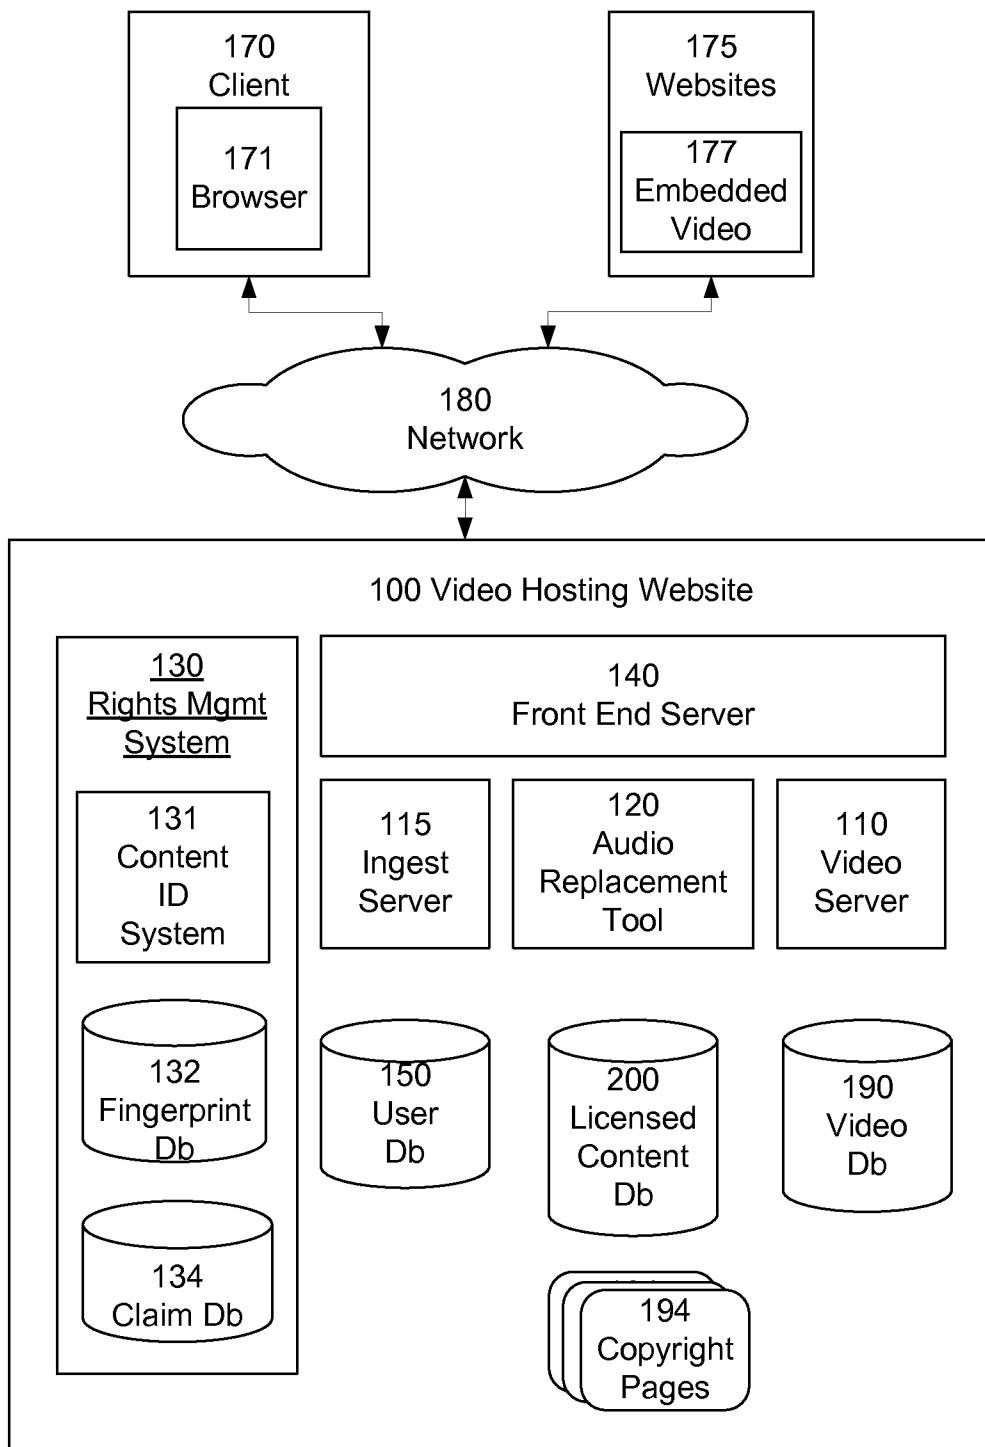 170
Client
171
Browser
175
Websites
177
Embedded
Video
180
Network
100 Video Hosting Website
130
Rights Mgmt
System
131
Content
ID
System
132
Fingerprint
Db
134
Claim Db
140
Front End Server
115
Ingest
Server
120
Audio
Replacement
Tool
110
Video
Server
150
User
Db
200
Licensed
Content
Db
190
Video
Db
194
Copyright
Pages